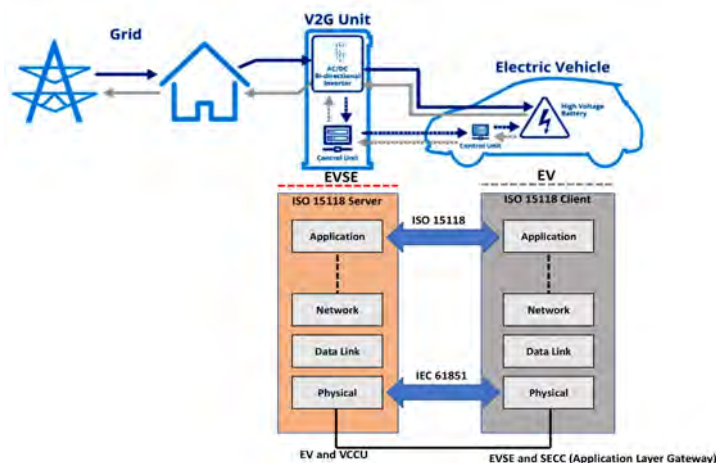 V2G Unit
Grid
AC/DC
Bi-directional
Inverter
Electric Vehicle
High Voltage
Battery
Control Unit
Control Unit
EVSE
EV
ISO 15118 Server
ISO 15118 Client
ISO 15118
Application
Application
Network
Network
Data Link
Data Link
IEC 61851
Physical
Physical
EV and VCCU
EVSE and SECC (Application Layer Gateway)